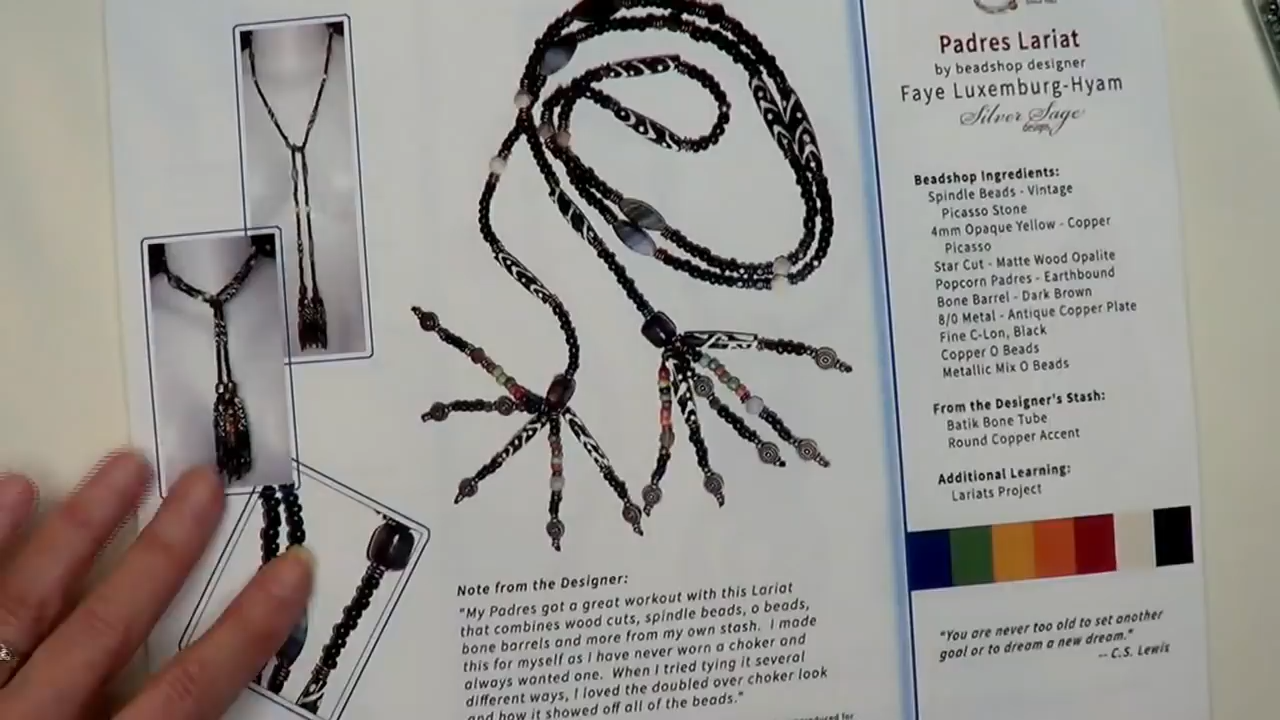 Padres Lariat
by beadshop designer
Faye Luxemburg-Hyam
Silver Sage
design
Beadshop Ingredients:
Spindle Beads - Vintage
Picasso Stone
4mm Opaque Yellow - Copper
Picasso
Star Cut - Matte Wood Opalite
Popcorn Padres - Earthbound
Bone Barrel - Dark Brown
8/0 Metal - Antique Copper Plate
Fine C-Lon, Black
Copper O Beads
Metallic Mix O Beads
From the Designer's Stash:
Batik Bone Tube
Round Copper Accent
Additional Learning:
Lariats Project
"You are never too old to set another
goal or to dream a new dream."
-- C.S. Lewis
Note from the Designer:
"My Padres got a great workout with this Lariat
that combines wood cuts, spindle beads, o beads,
bone barrels and more from my own stash. I made
this for myself as I have never worn a choker and
always wanted one. When I tried tying it several
different ways, I loved the doubled over choker look
and how it showed off all of the beads."